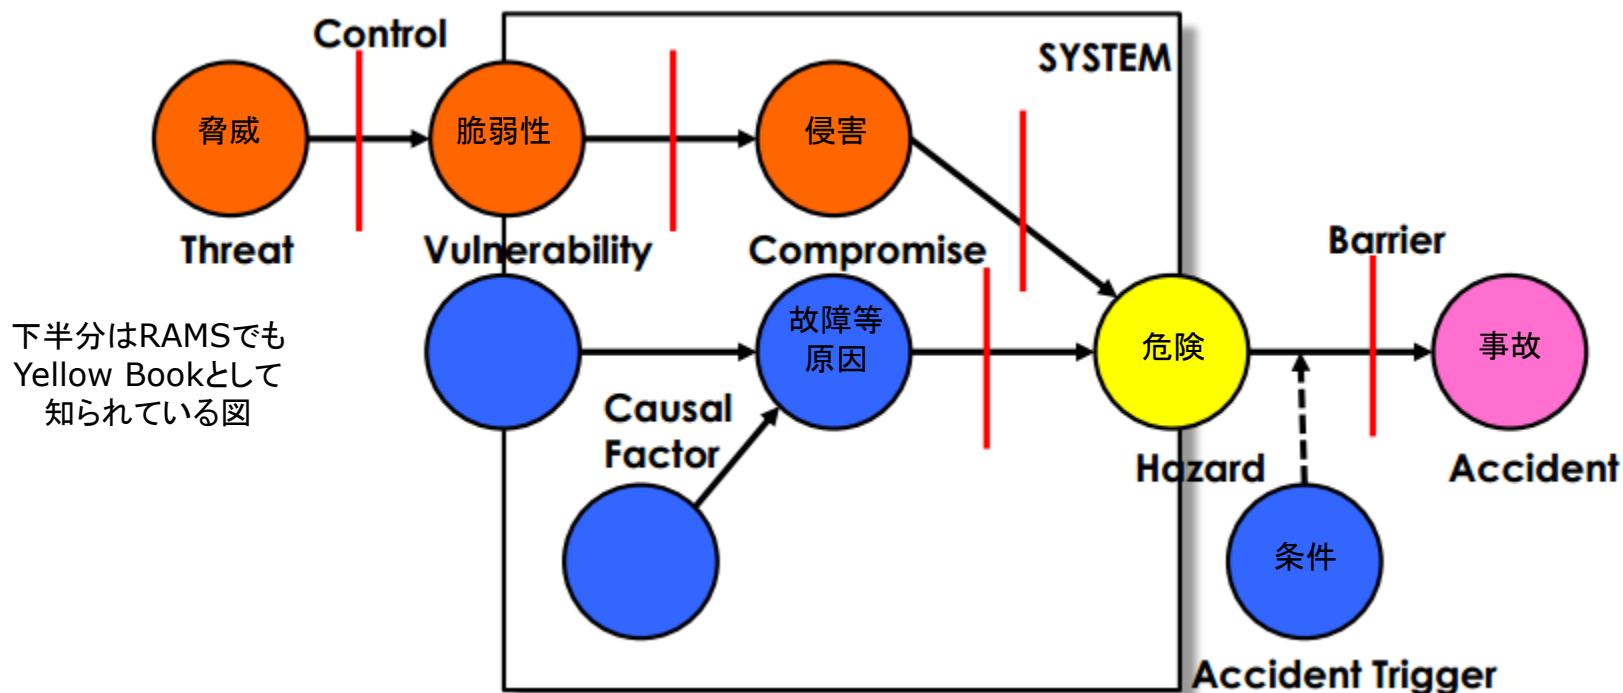 Control
SYSTEM
脅威
脆弱性
侵害
Threat
Vulnerability
Compromise
Barrier
下半分はRAMSでも
Yellow Bookとして
知られている図
故障等
原因
危険
事故
Causal
Factor
Hazard
Accident
条件
Accident Trigger